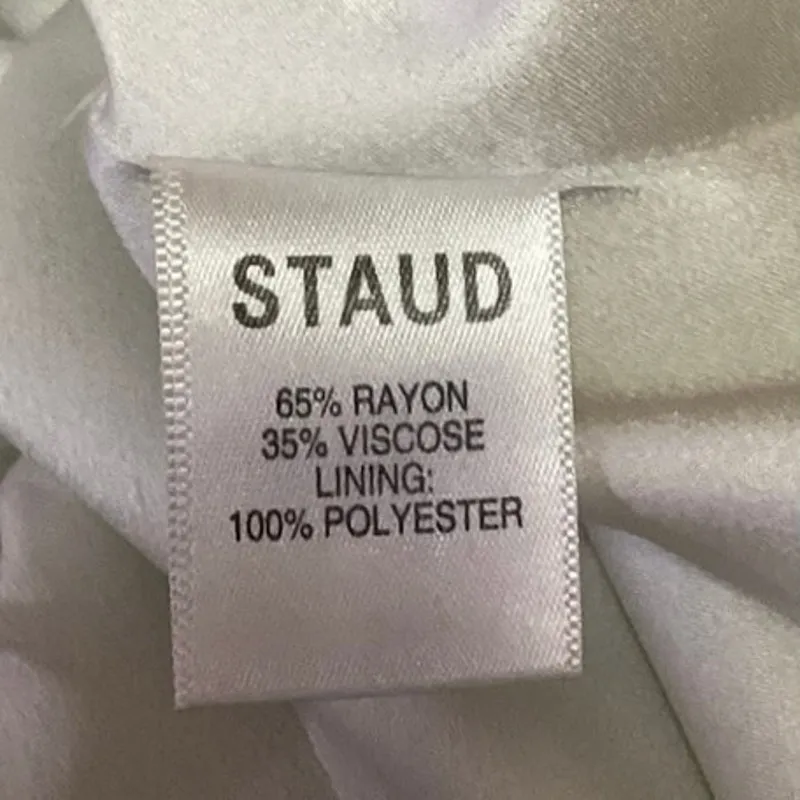 STAUD
65% RAYON
35% VISCOSE
LINING:
100% POLYESTER